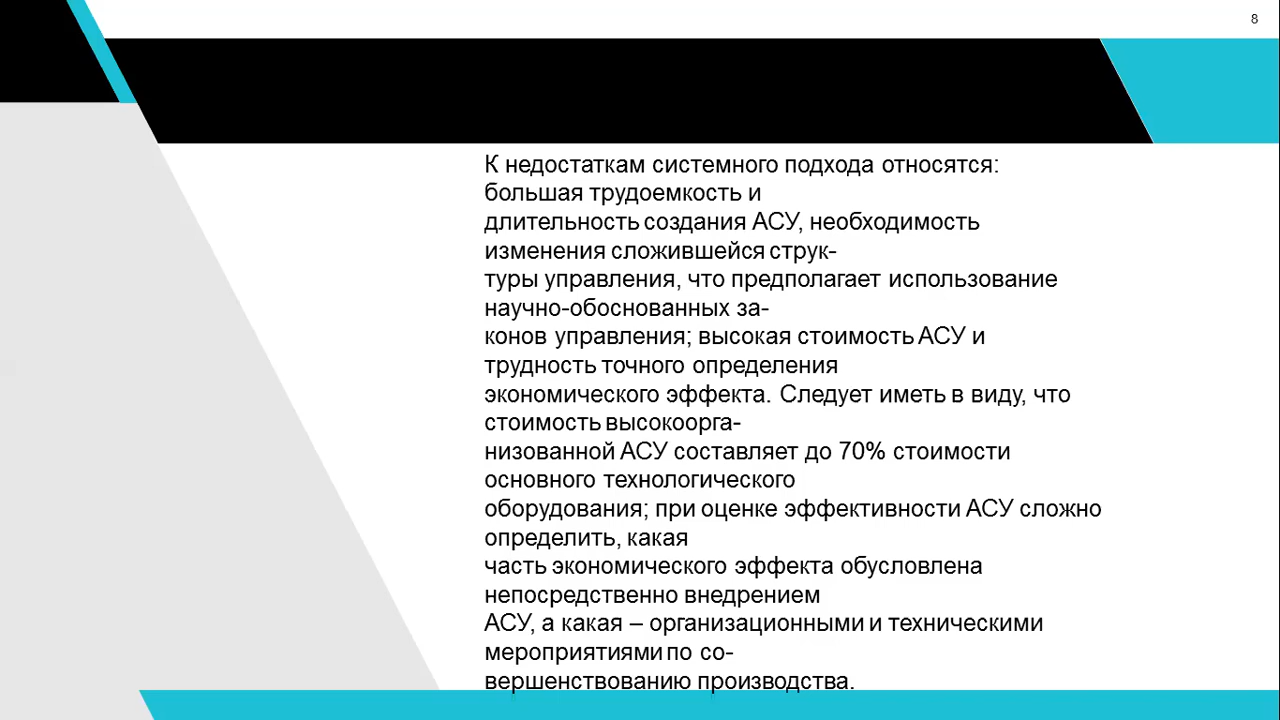 8
К недостаткам системного подхода относятся:
большая трудоемкость и
длительность создания АСУ, необходимость
изменения сложившейся струк-
туры управления, что предполагает использование
научно-обоснованных за-
конов управления; высокая стоимость АСУ и
трудность точного определения
экономического эффекта. Следует иметь в виду, что
стоимость высокоорга-
низованной АСУ составляет до 70% стоимости
основного технологического
оборудования; при оценке эффективности АСУ сложно
определить, какая
часть экономического эффекта обусловлена
непосредственно внедрением
АСУ, а какая – организационными и техническими
мероприятиями по со-
вершенствованию производства.